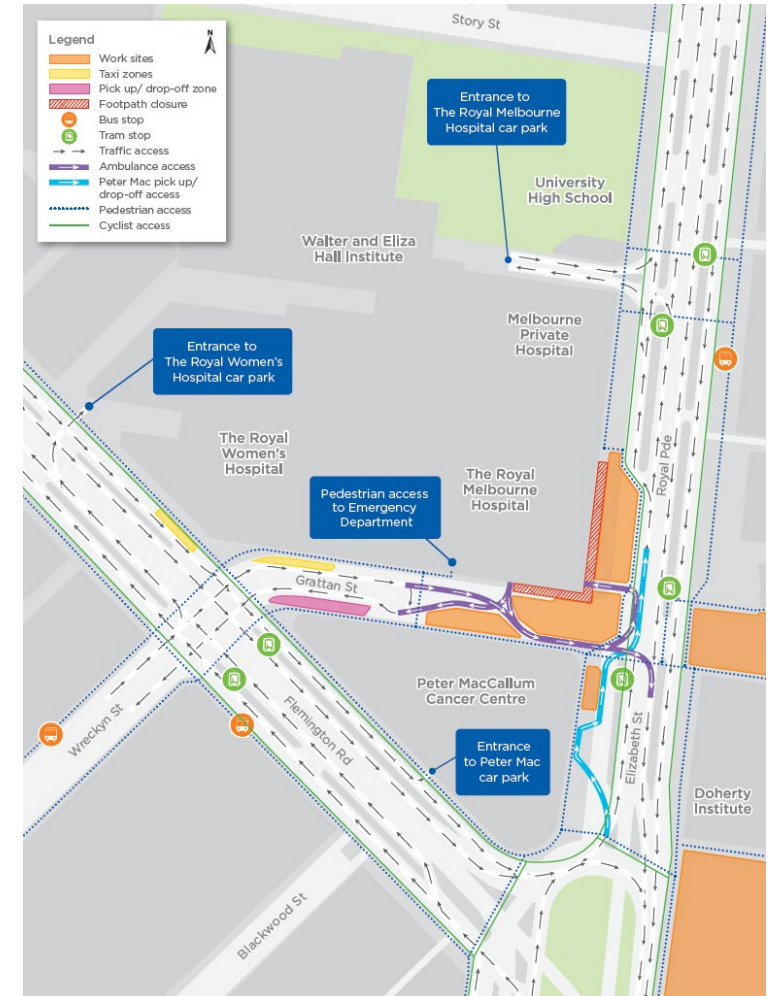 Story St
Legend
N
Work sites
Taxi zones
Pick up/ drop-off zone
Footpath closure
Bus stop
Tram stop
Traffic access
Ambulance access
Peter Mac pick up/
drop-off access
Pedestrian access
Cyclist access
Entrance to
The Royal Melbourne
Hospital car park
University
High School
Walter and Eliza
Hall Institute
Melbourne
Private
Hospital
Entrance to
The Royal Women's
Hospital car park
The Royal
Women's
Hospital
Pedestrian access
to Emergency
Department
The Royal
Melbourne
Hospital
Royal Pde
Grattan St
Peter MacCallum
Cancer Centre
Wreckyn St
Flemington Rd
Entrance
to Peter Mac
car park
Elizabeth St
Doherty
Institute
Blackwood St